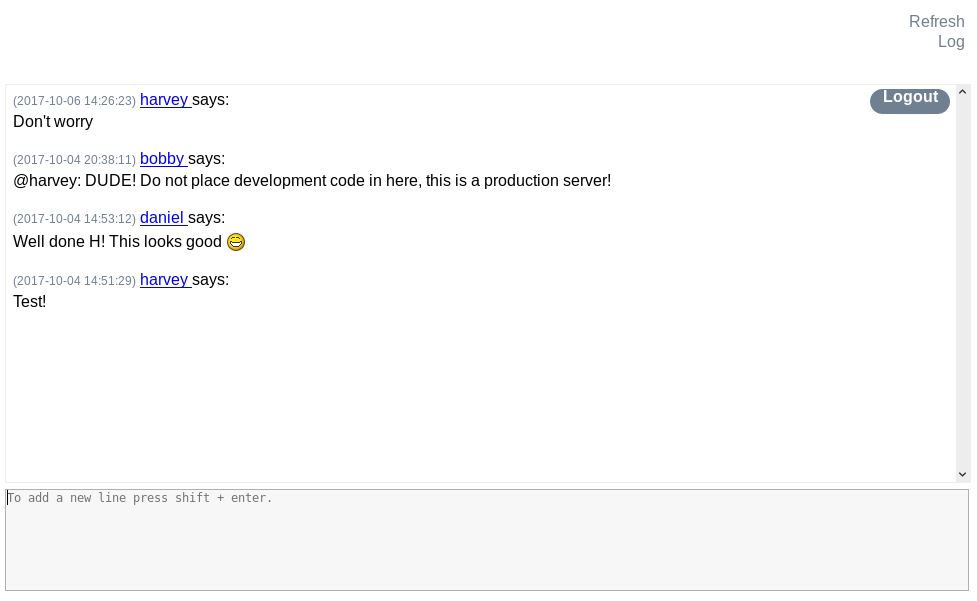 Refresh
Log
Logout
(2017-10-06 14:26:23) harvey says:
Don't worry
(2017-10-04 20:38:11) bobby says:
@harvey: DUDE! Do not place development code in here, this is a production server!
(2017-10-04 14:53:12) daniel says:
Well done H! This looks good
(2017-10-04 14:51:29) harvey says:
Test!
To add a new line press shift + enter.